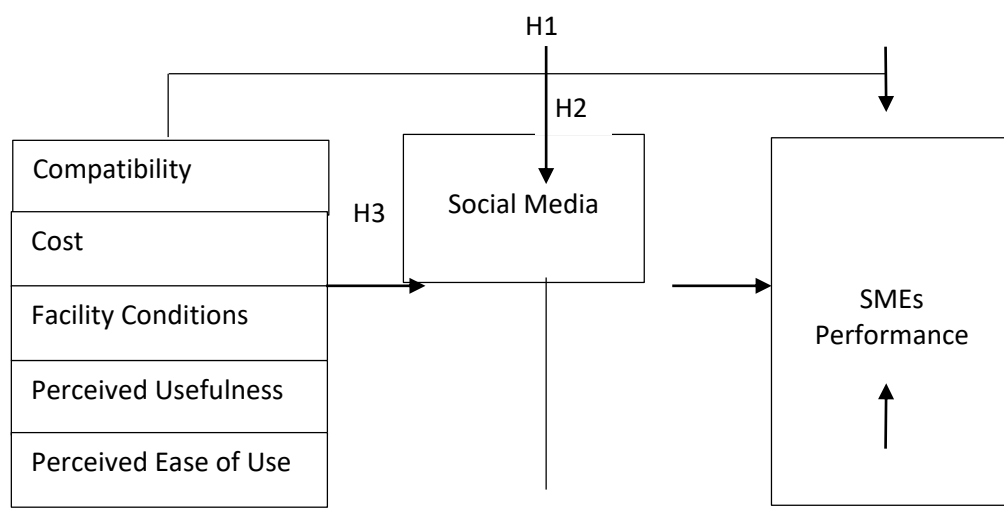 H1
H2
Compatibility
Cost
Facility Conditions
Perceived Usefulness
Perceived Ease of Use
H3
Social Media
SMEs
Performance